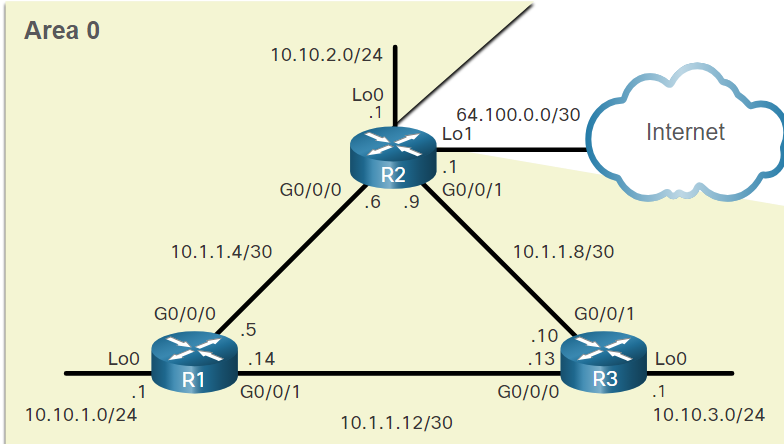 Area 0
10.10.2.0/24
Lo0
.1
64.100.0.0/30
Lo1
Internet
.1
R2
G0/0/0
G0/0/1
.6
.9
10.1.1.4/30
10.1.1.8/30
G0/0/0
G0/0/1
.5
.10
Lo0
.14
.13
Lo0
R1
R3
.1
G0/0/1
G0/0/0
.1
10.10.1.0/24
10.1.1.12/30
10.10.3.0/24